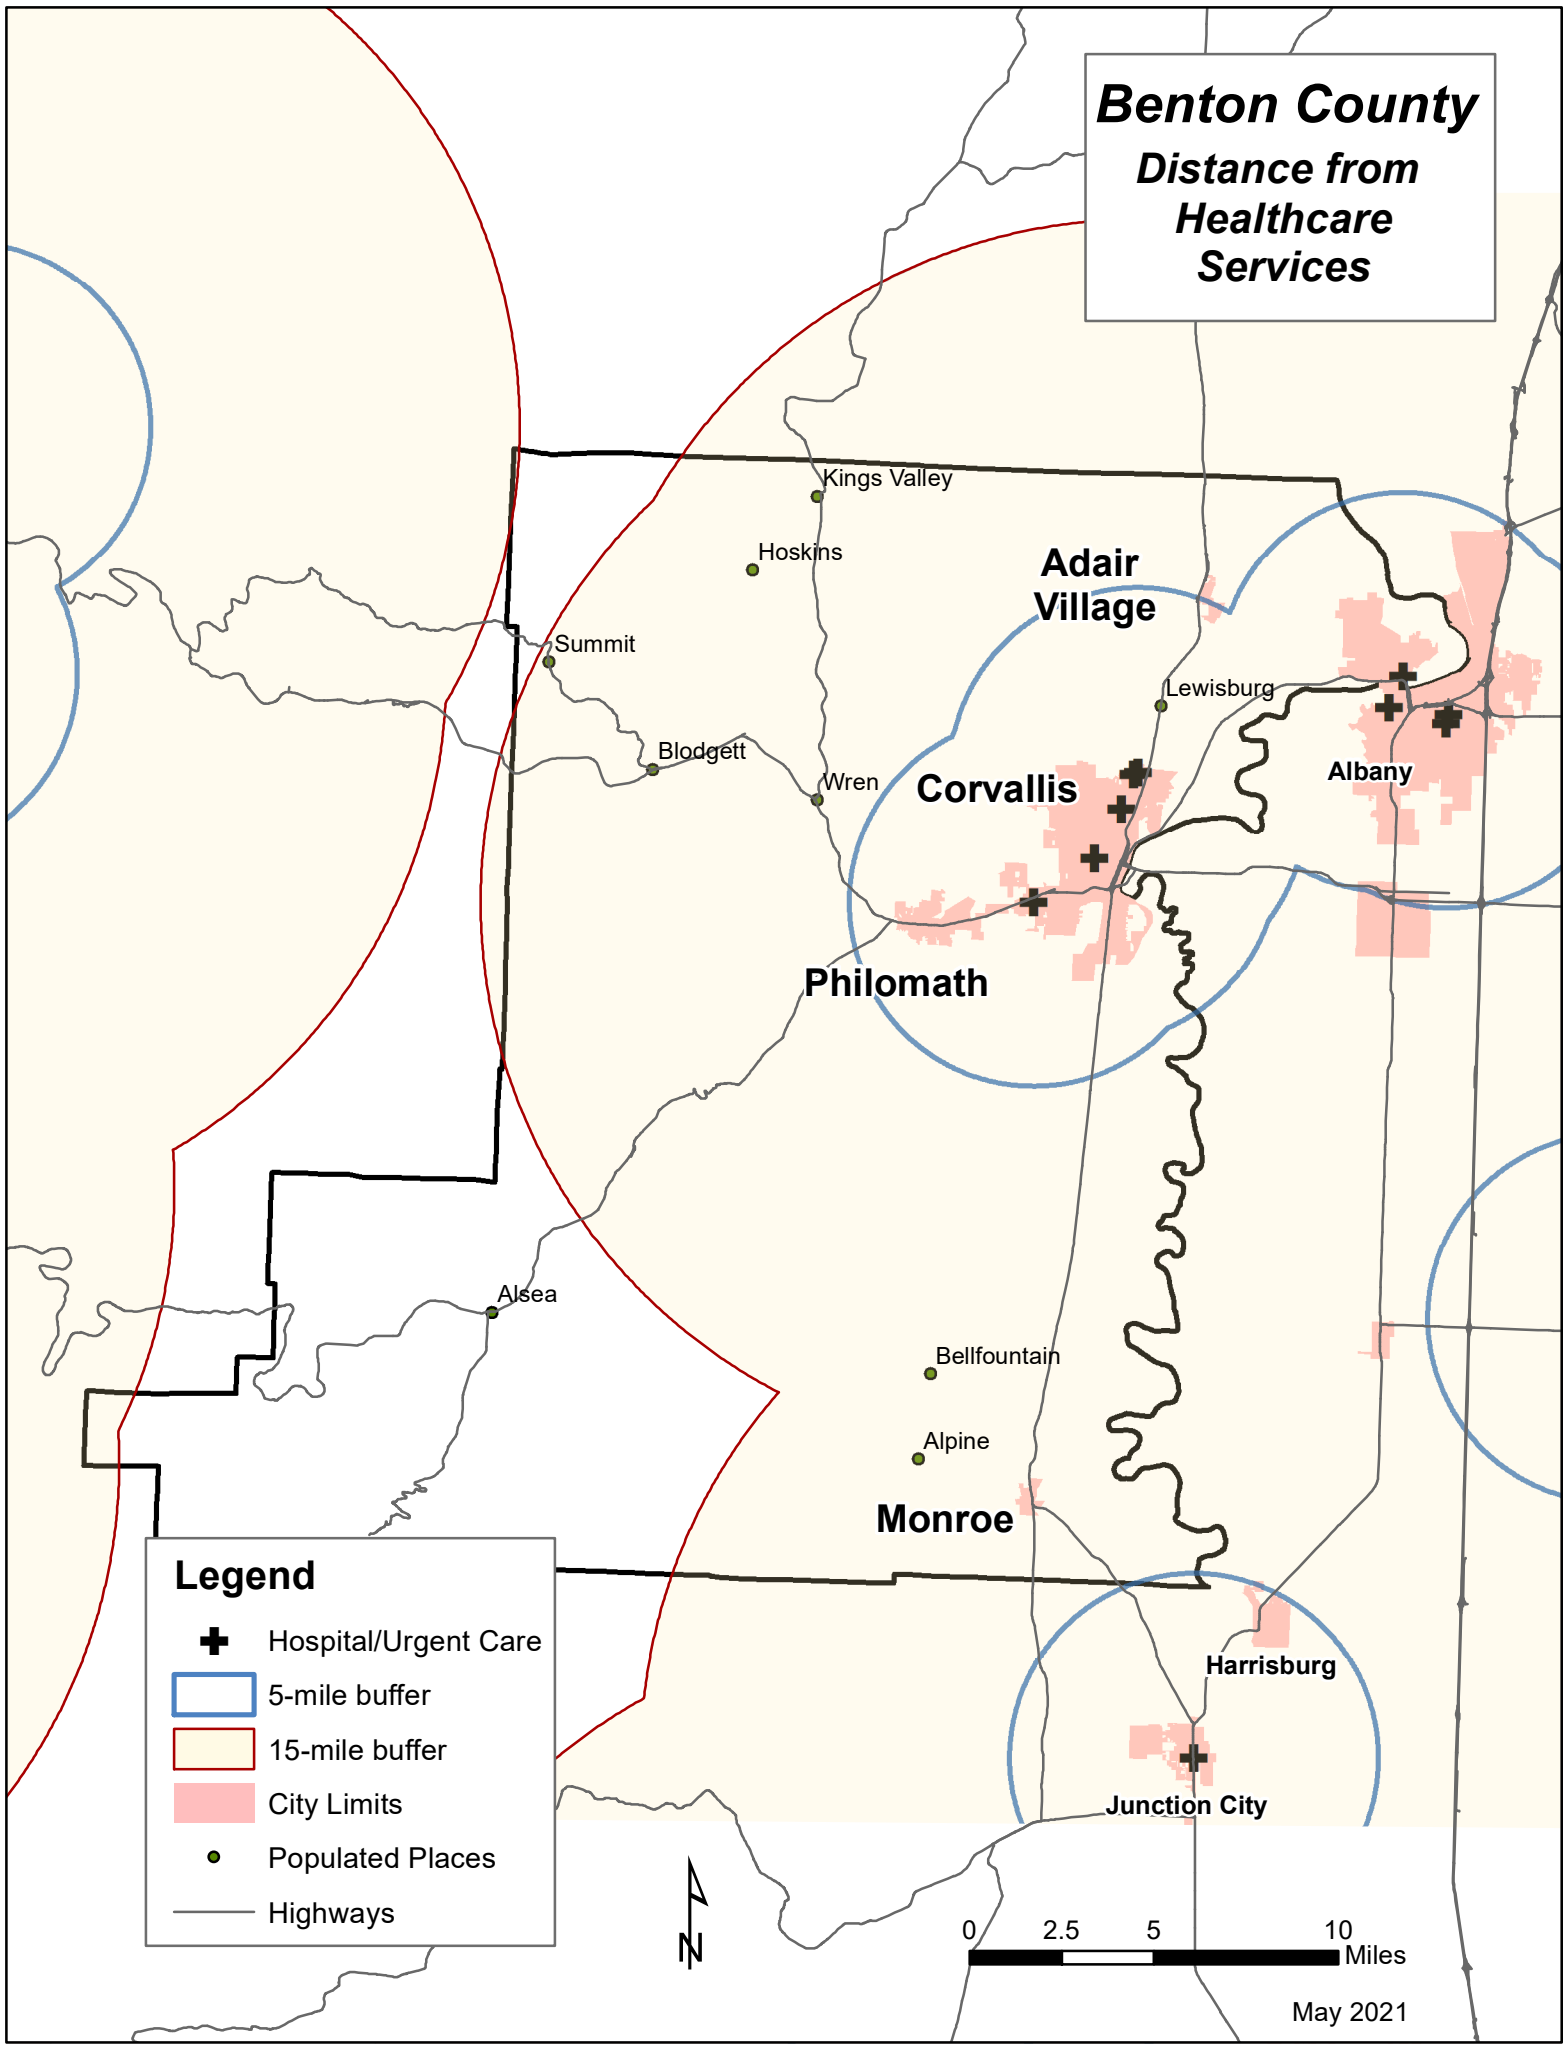 Benton County
Distance from
Healthcare
Services
Kings Valley
Hoskins
Adair
Village
Summit
Lewisburg
Blodgett
Wren
Corvallis
Albany
Philomath
Alsea
Bellfountain
Alpine
Monroe
Harrisburg
Junction City
Legend
Hospital/Urgent Care
5-mile buffer
15-mile buffer
City Limits
Populated Places
Highways
N
0 2.5 5 10
Miles
May 2021